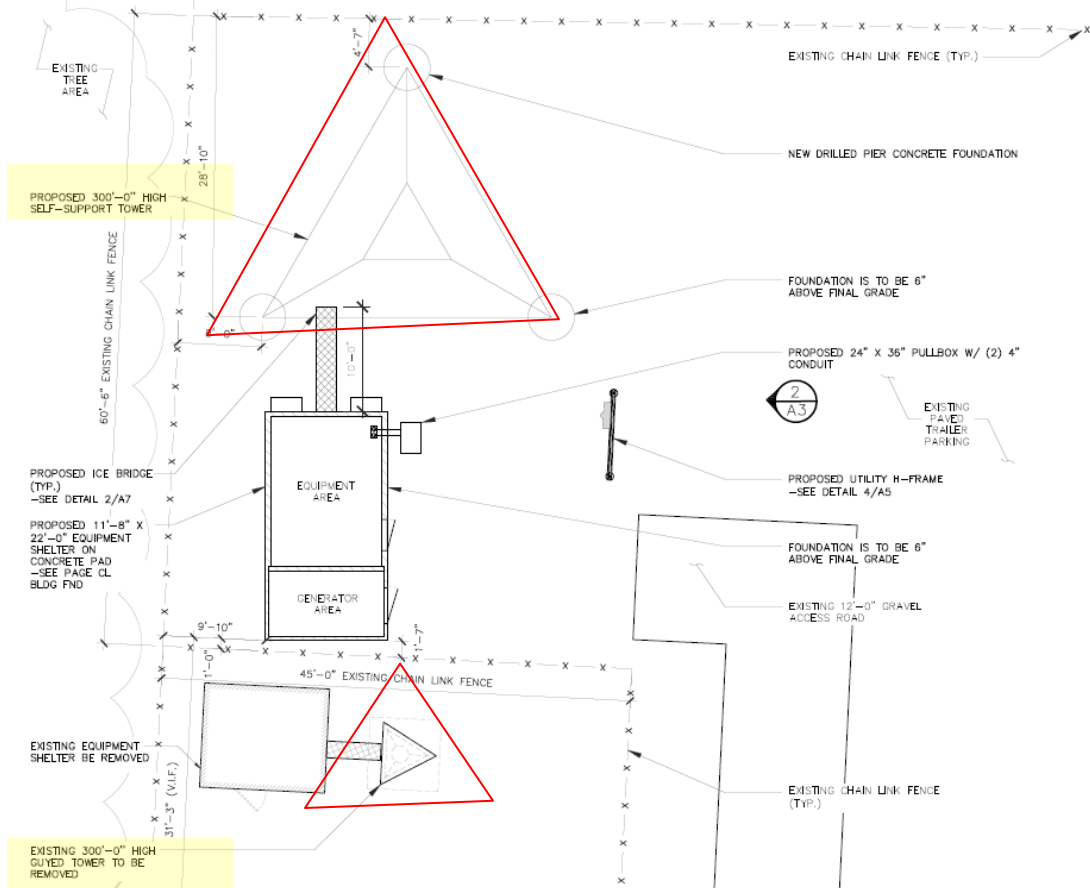 EXISTING
TREE
AREA
4'-7"
EXISTING CHAIN LINK FENCE (TYP.)
NEW DRILLED PIER CONCRETE FOUNDATION
28'-10"
PROPOSED 300'-0" HIGH
SELF-SUPPORT TOWER
60'-6" EXISTING CHAIN LINK FENCE
FOUNDATION IS TO BE 6"
ABOVE FINAL GRADE
10'-0"
PROPOSED 24" X 36" PULLBOX W/ (2) 4"
CONDUIT
2
A3
EXISTING
PAVED
TRAILER
PARKING
PROPOSED ICE BRIDGE
(TYP.)
-SEE DETAIL 2/A7
EQUIPMENT
AREA
PROPOSED UTILITY H-FRAME
-SEE DETAIL 4/A5
PROPOSED 11'-8" X
22'-0" EQUIPMENT
SHELTER ON
CONCRETE PAD
-SEE PAGE CL
BLDG FND
FOUNDATION IS TO BE 6"
ABOVE FINAL GRADE
GENERATOR
AREA
EXISTING 12'-0" GRAVEL
ACCESS ROAD
9'-10"
1'-7"
1'-0"
45'-0" EXISTING CHAIN LINK FENCE
EXISTING EQUIPMENT
SHELTER BE REMOVED
31'-3" (V.I.F.)
EXISTING CHAIN LINK FENCE
(TYP.)
EXISTING 300'-0" HIGH
GUYED TOWER TO BE
REMOVED